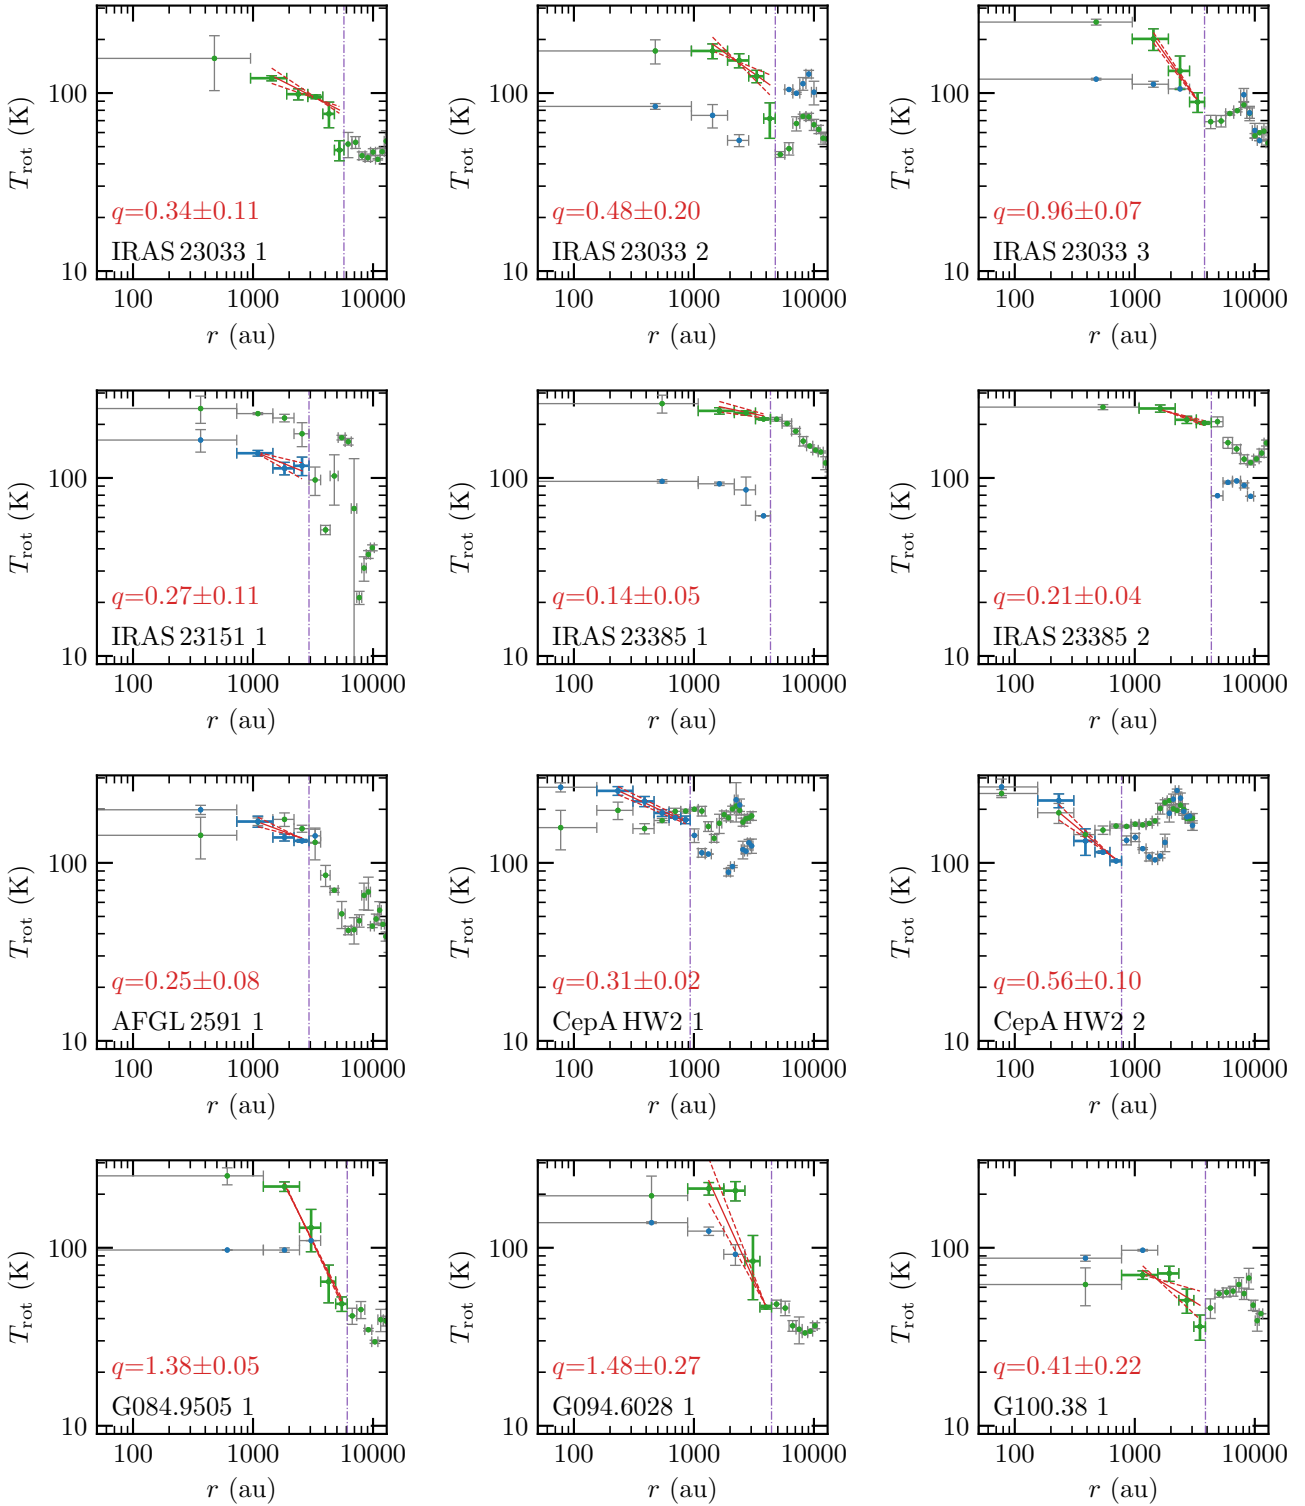 100
10
T_rot (K)
q=0.34±0.11
IRAS 23033 1
100 1000 10000
r (au)
100
10
T_rot (K)
q=0.48±0.20
IRAS 23033 2
100 1000 10000
r (au)
100
10
T_rot (K)
q=0.96±0.07
IRAS 23033 3
100 1000 10000
r (au)
100
10
T_rot (K)
q=0.27±0.11
IRAS 23151 1
100 1000 10000
r (au)
100
10
T_rot (K)
q=0.14±0.05
IRAS 23385 1
100 1000 10000
r (au)
100
10
T_rot (K)
q=0.21±0.04
IRAS 23385 2
100 1000 10000
r (au)
100
10
T_rot (K)
q=0.25±0.08
AFGL 2591 1
100 1000 10000
r (au)
100
10
T_rot (K)
q=0.31±0.02
CepA HW2 1
100 1000 10000
r (au)
100
10
T_rot (K)
q=0.56±0.10
CepA HW2 2
100 1000 10000
r (au)
100
10
T_rot (K)
q=1.38±0.05
G084.9505 1
100 1000 10000
r (au)
100
10
T_rot (K)
q=1.48±0.27
G094.6028 1
100 1000 10000
r (au)
100
10
T_rot (K)
q=0.41±0.22
G100.38 1
100 1000 10000
r (au)